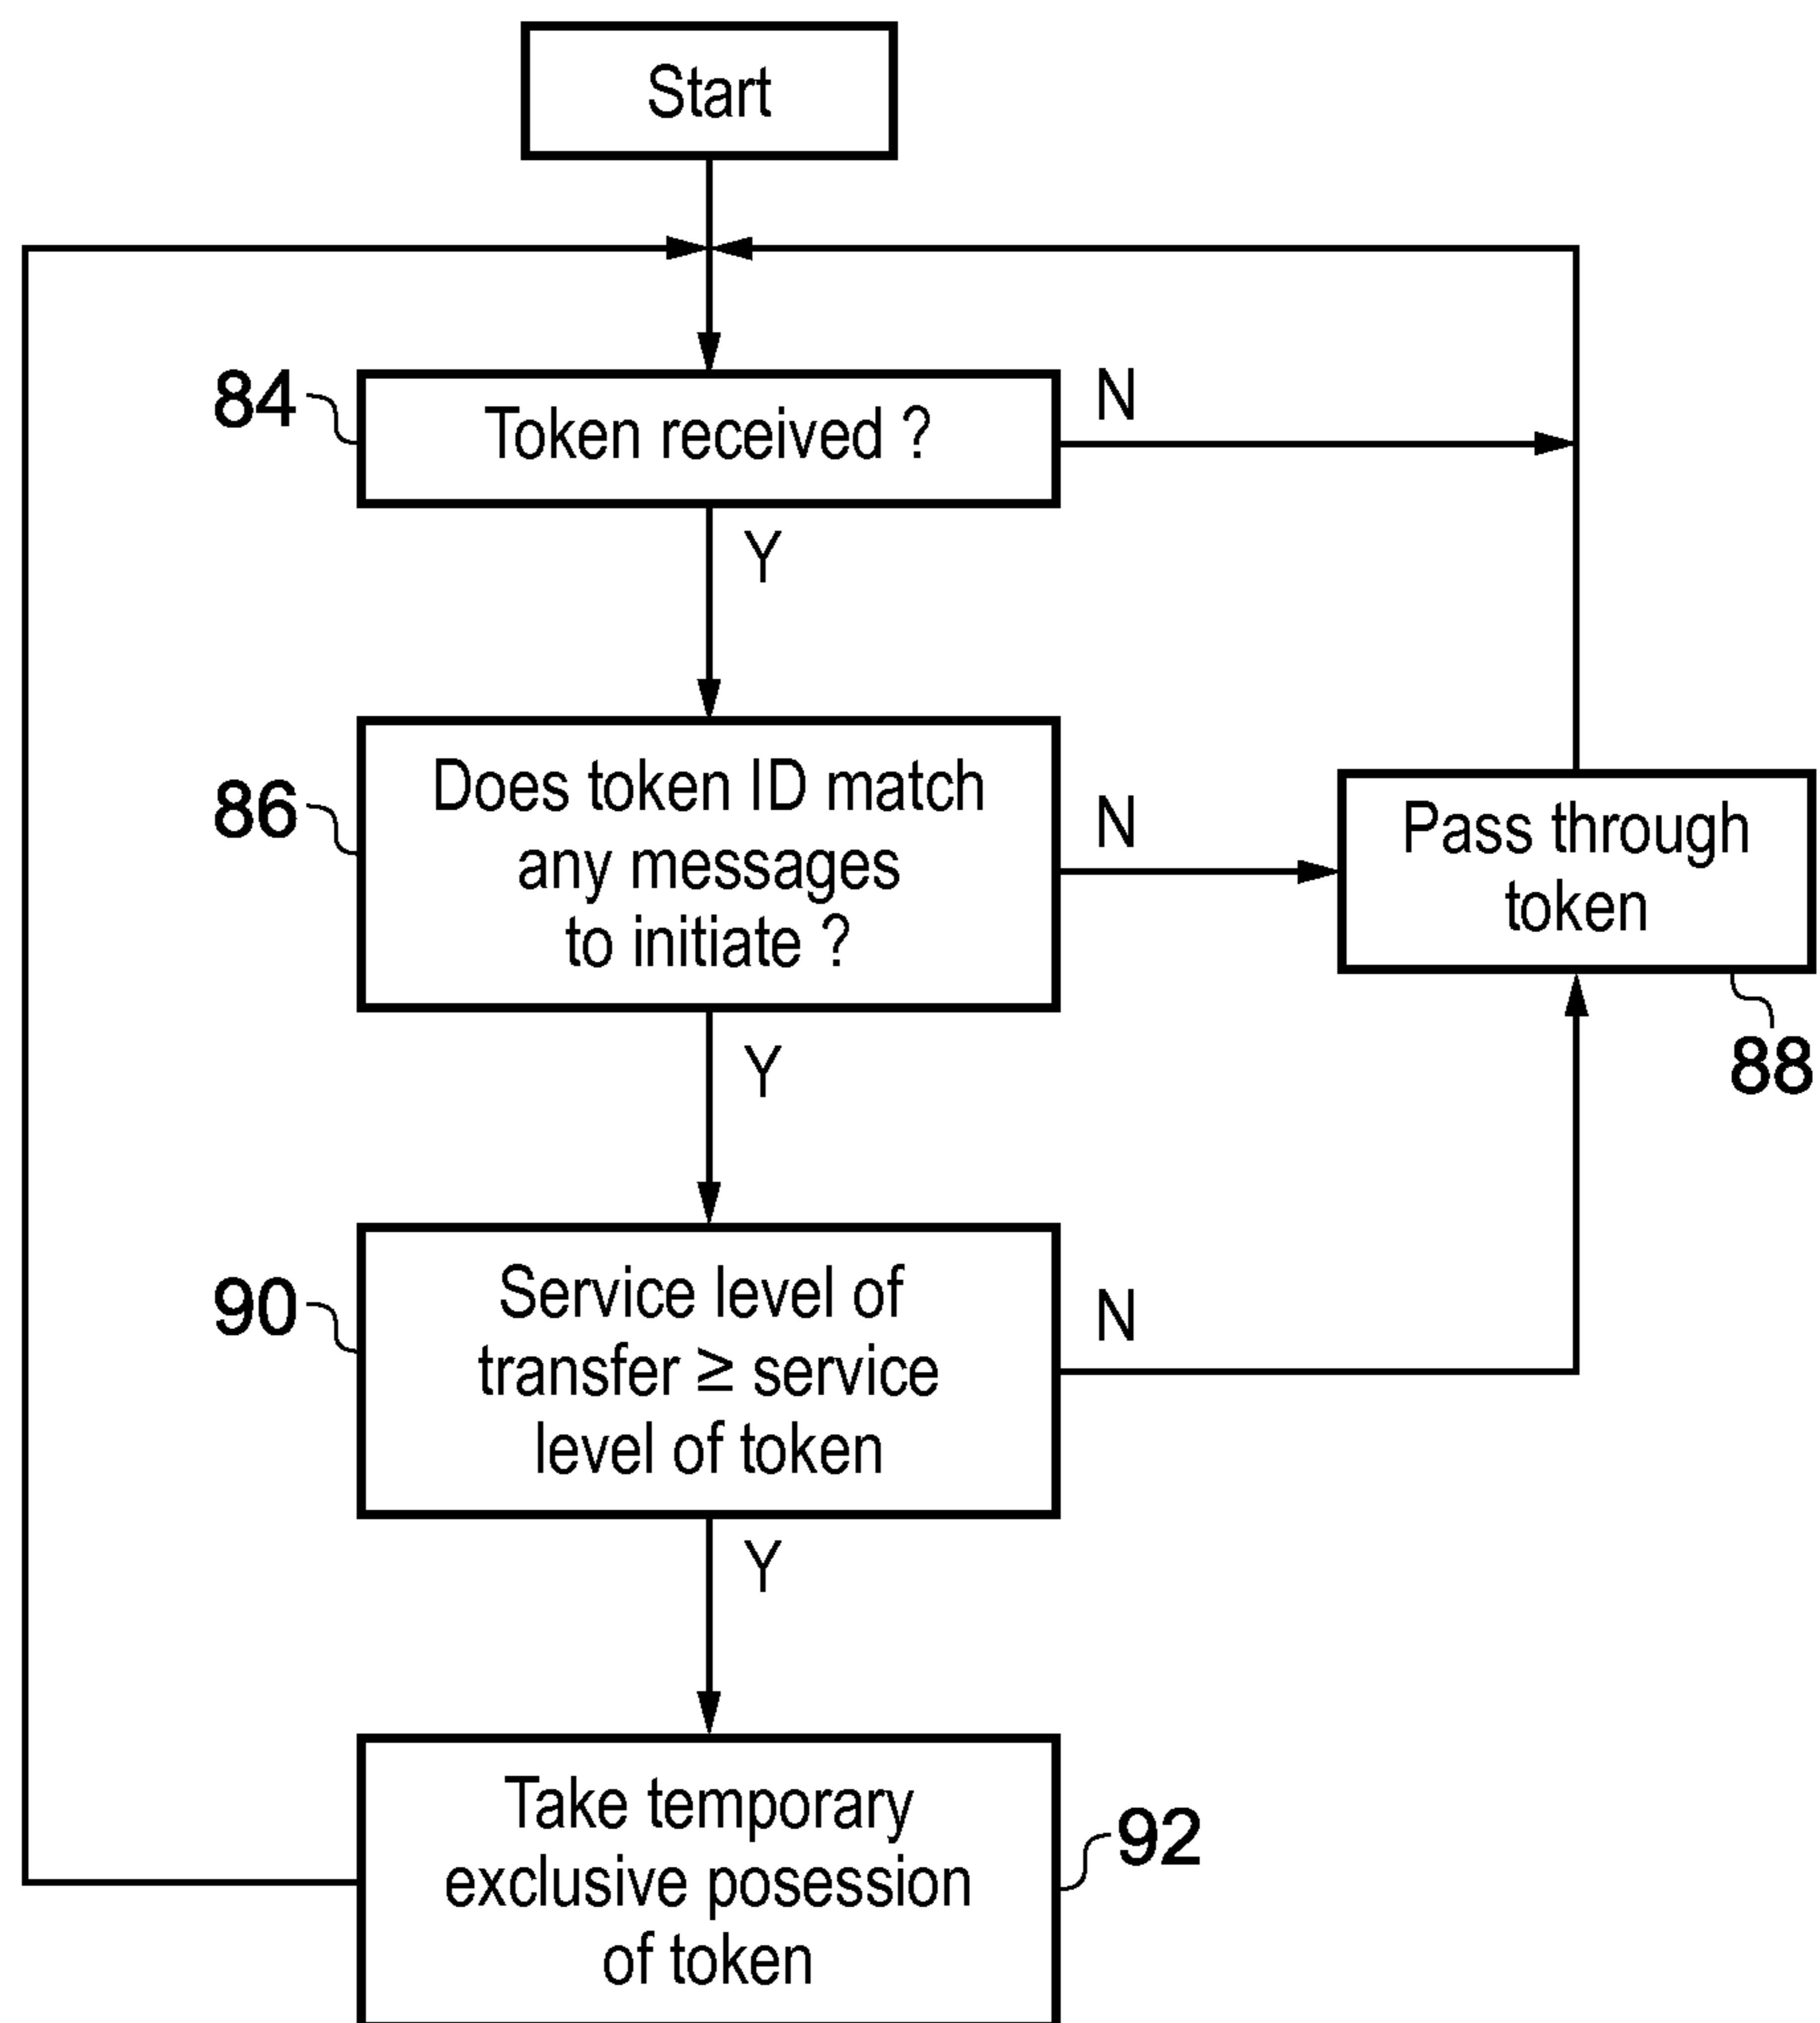 Start
84
Token received ?
N
Y
86
Does token ID match
any messages
to initiate ?
N
Pass through
token
88
Y
90
Service level of
transfer ≥ service
level of token
N
Y
Take temporary
exclusive posession
of token
92